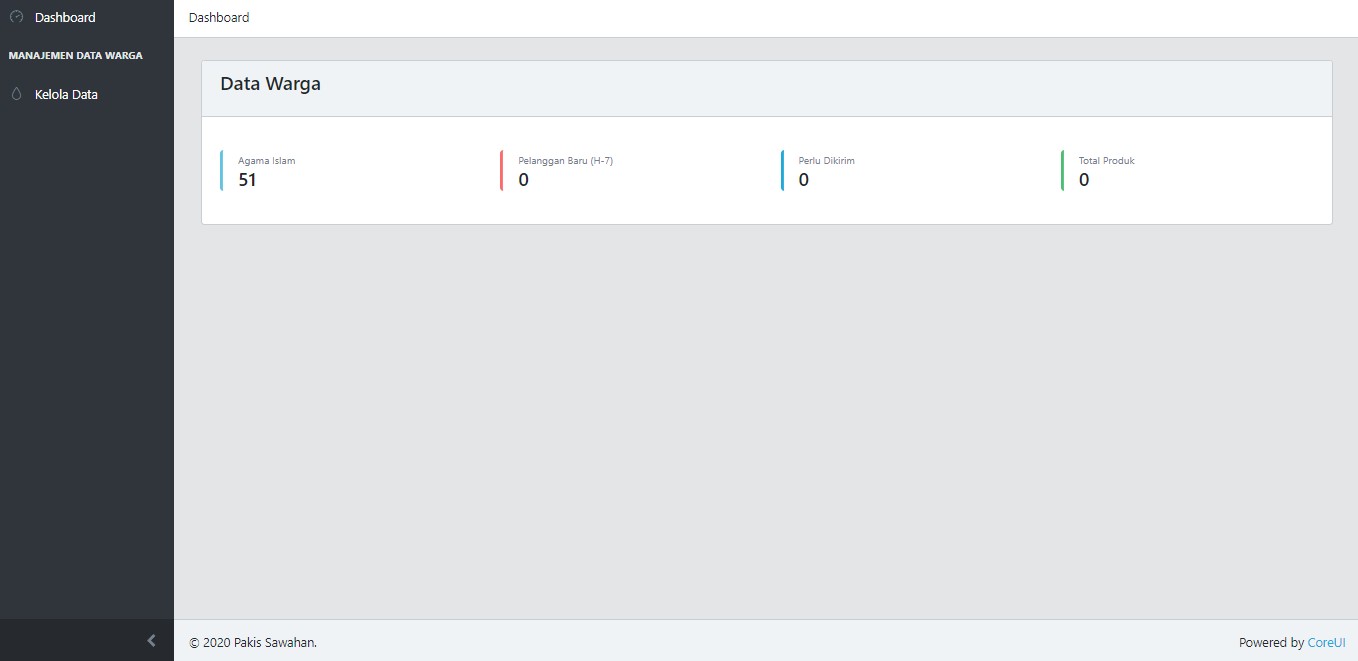 Dashboard
MANAJEMEN DATA WARGA
Kelola Data
Dashboard
Data Warga
Agama Islam
51
Pelanggan Baru (H-7)
0
Perlu Dikirim
0
Total Produk
0
© 2020 Pakis Sawahan.
Powered by CoreUI